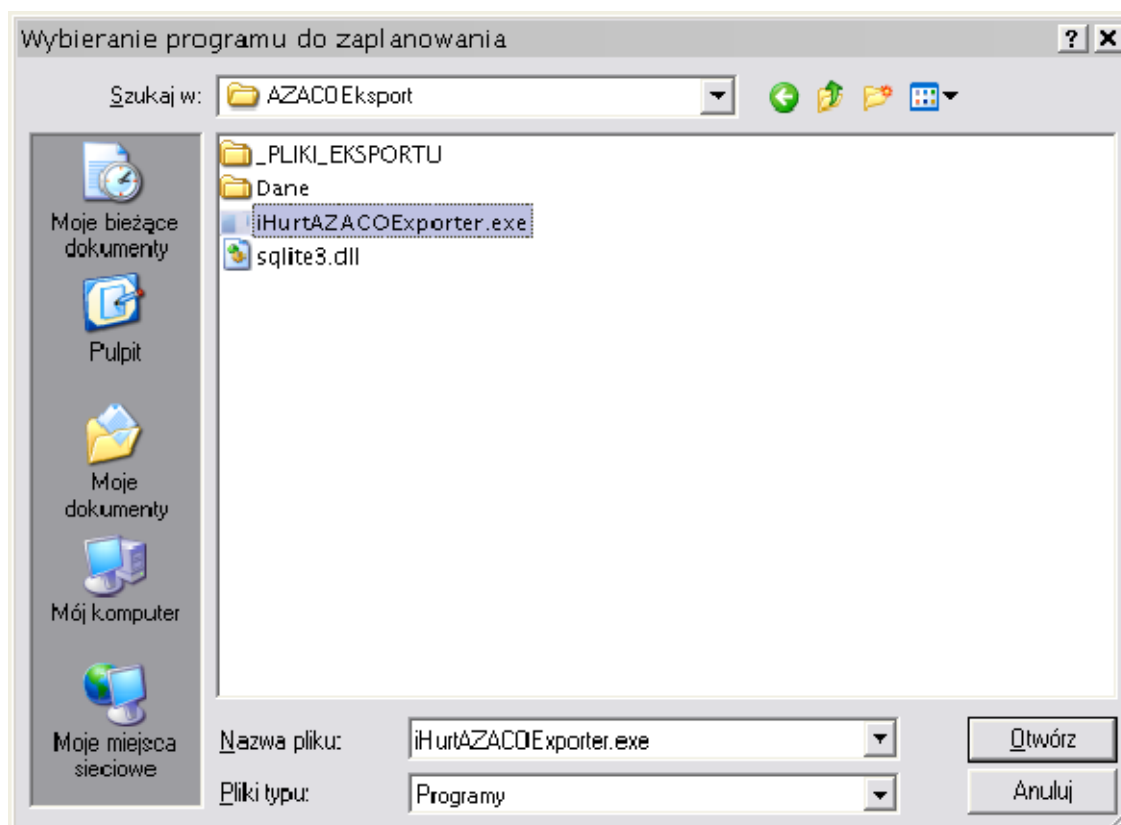 Wybieranie programu do zaplanowania
Szukaj w:
AZACOEksport
_PLIKI_EKSPORTU
Dane
iHurtAZACOExporter.exe
sqlite3.dll
Moje bieżące
dokumenty
Pulpit
Moje
dokumenty
Mój komputer
Moje miejsca
sieciowe
Nazwa pliku:
iHurtAZACOExporter.exe
Otwórz
Pliki typu:
Programy
Anuluj